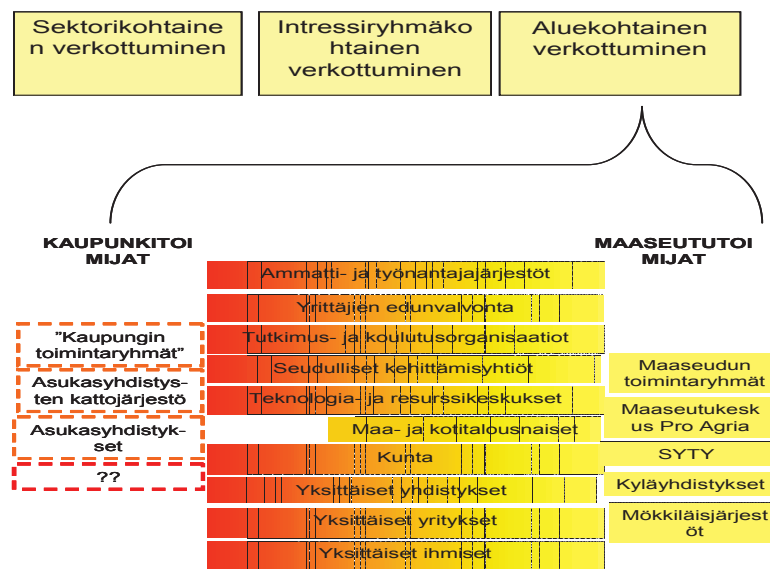 Sektorikohtaine
n verkottuminen
Intressiryhmäko
htainen
verkottuminen
Aluekohtainen
verkottuminen
KAUPUNKITOI
MIJAT
MAASEUTUTOI
MIJAT
Ammatti- ja työnantajajärjestöt
Yrittäjien edunvalvonta
Tutkimus- ja koulutusorganisaatiot
Seudulliset kehittämisyhtiöt
Teknologia- ja resurssikeskukset
Maa- ja kotitalousnaiset
Kunta
Yksittäiset yhdistykset
Yksittäiset yritykset
Yksittäiset ihmiset
"Kaupungin
toimintaryhmät"
Asukasyhdistys-
ten kattojärjestö
Asukasyhdistyk-
set
??
Maaseudun
toimintaryhmät
Maaseutukesk
us Pro Agria
SYTY
Kyläyhdistykset
Mökkiläisjärjest
öt